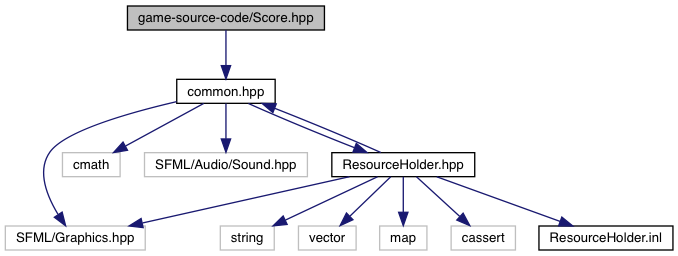 game-source-code/Score.hpp
common.hpp
cmath
SFML/Audio/Sound.hpp
ResourceHolder.hpp
SFML/Graphics.hpp
string
vector
map
cassert
ResourceHolder.inl